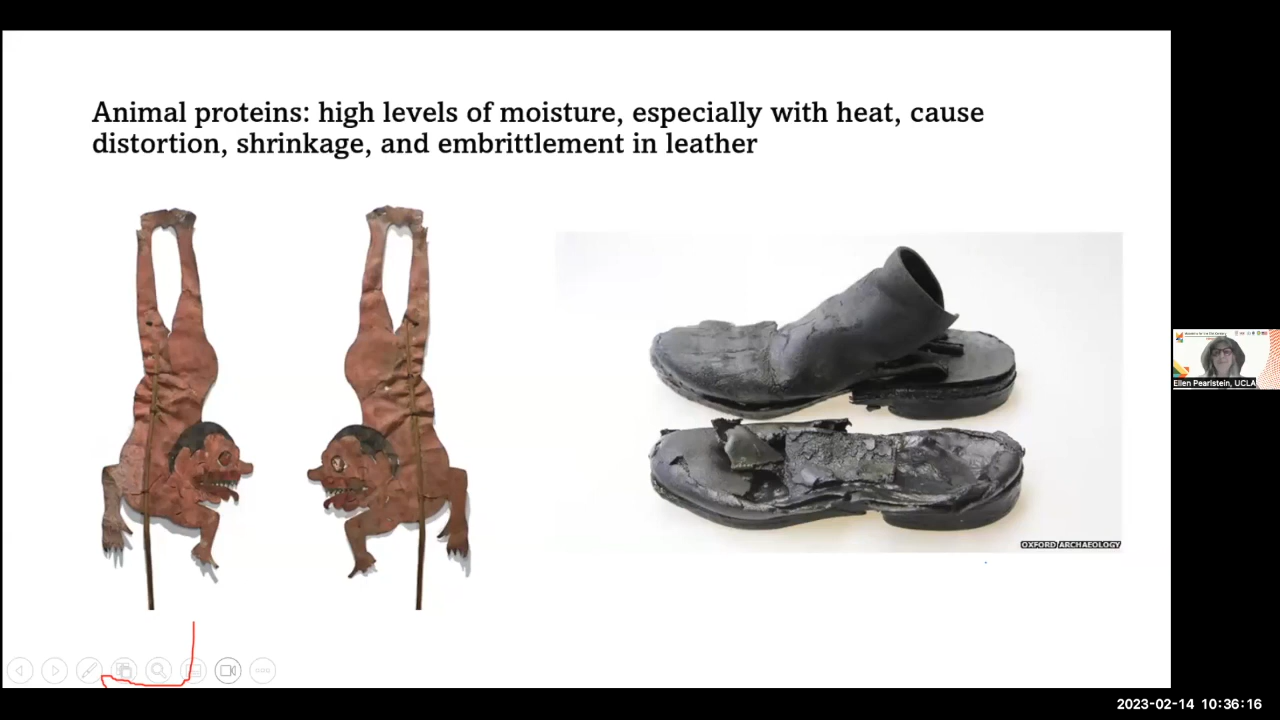 Animal proteins: high levels of moisture, especially with heat, cause
distortion, shrinkage, and embrittlement in leather
OXFORD ARCHAEOLOGY
Ellen Pearlstein, UCLA
2023-02-14 10:36:16